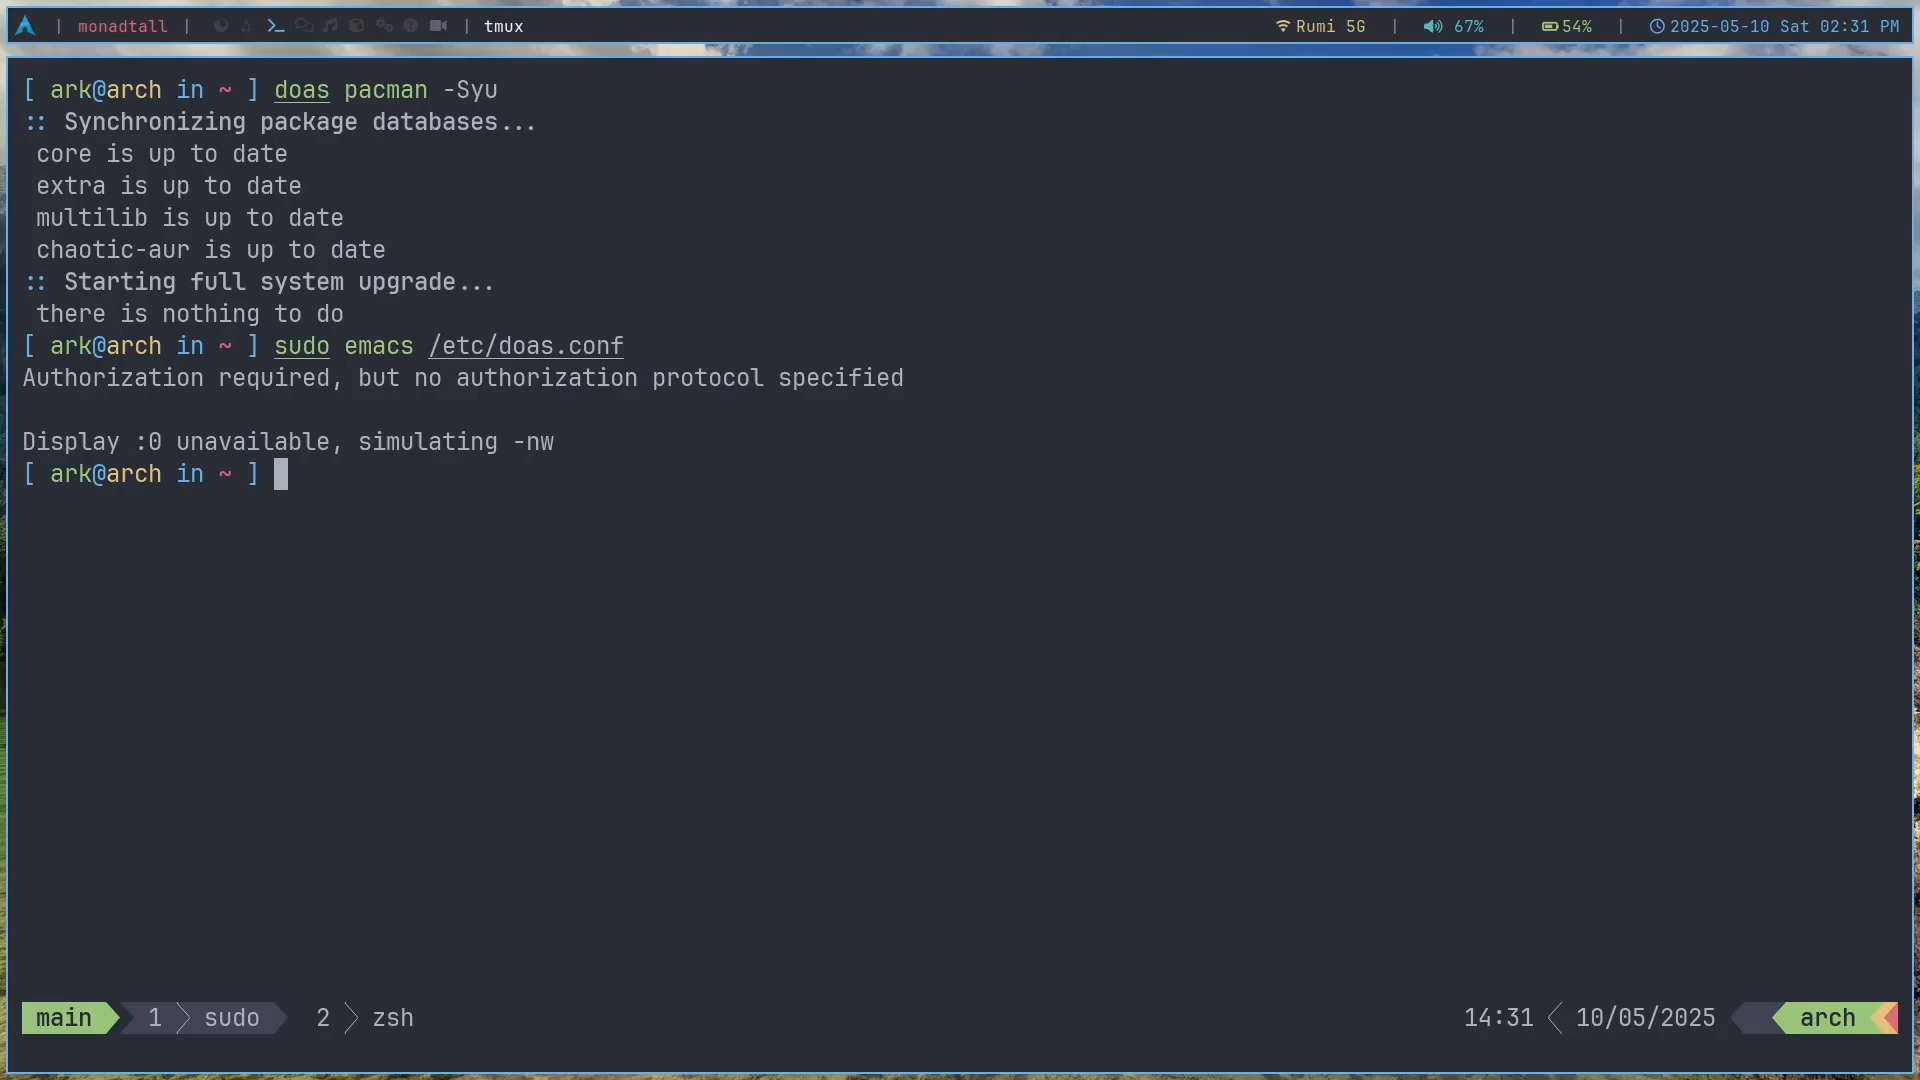 | monadtall | | tmux Rumi 5G | 67% | 54% | 2025-05-10 Sat 02:31 PM
[ ark@arch in ~ ] doas pacman -Syu
:: Synchronizing package databases...
core is up to date
extra is up to date
multilib is up to date
chaotic-aur is up to date
:: Starting full system upgrade...
there is nothing to do
[ ark@arch in ~ ] sudo emacs /etc/doas.conf
Authorization required, but no authorization protocol specified
Display :0 unavailable, simulating -nw
[ ark@arch in ~ ]
main 1 sudo 2 zsh 14:31 10/05/2025 arch